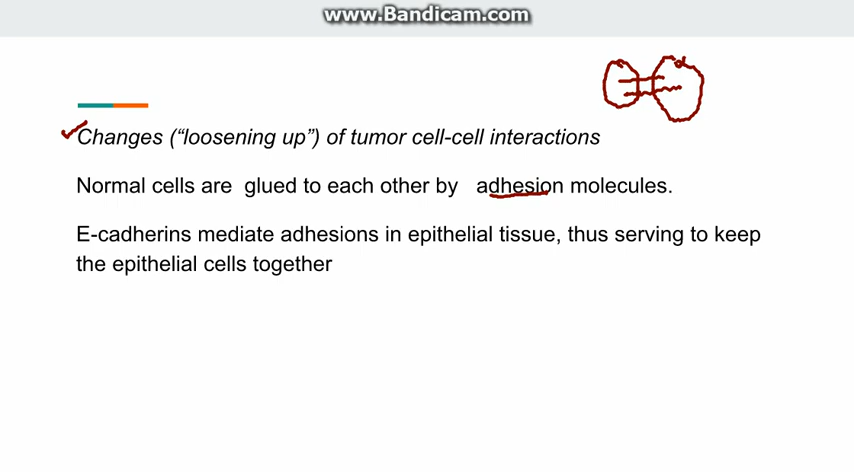 www.Bandicam.com
Changes (“loosening up”) of tumor cell-cell interactions
Normal cells are glued to each other by adhesion molecules.
E-cadherins mediate adhesions in epithelial tissue, thus serving to keep
the epithelial cells together